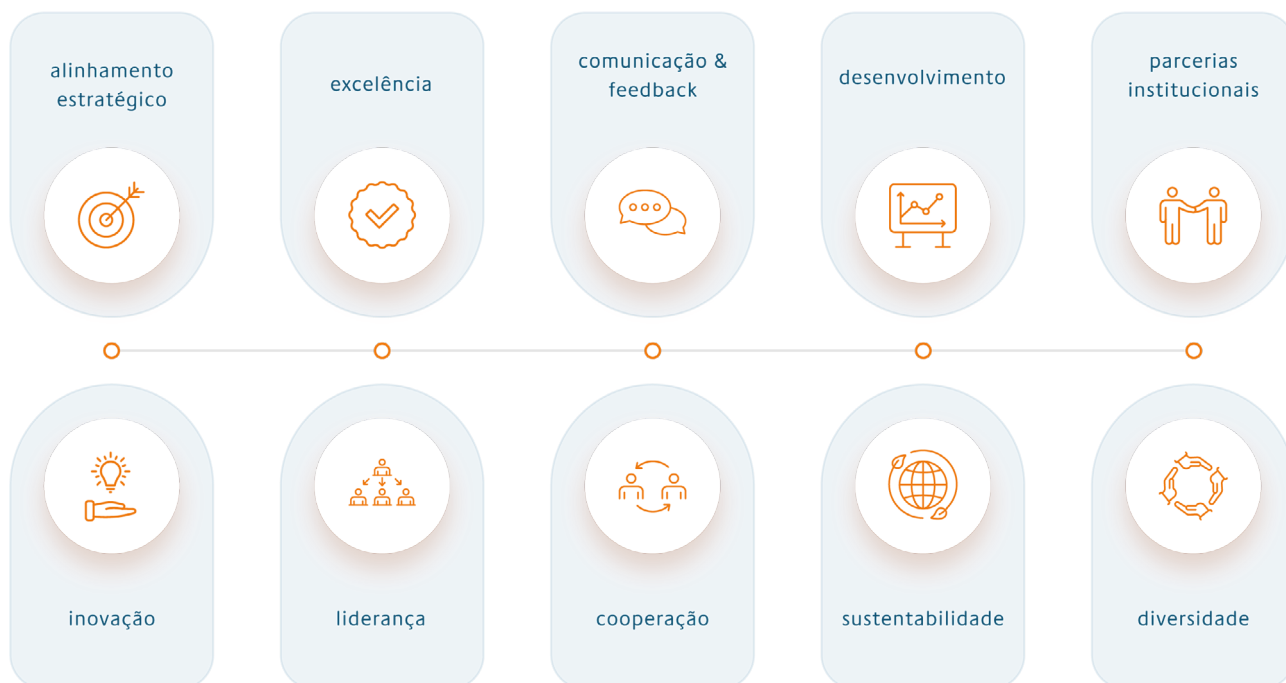 alinhamento
estratégico
excelência
comunicação &
feedback
desenvolvimento
parcerias
institucionais
inovação
liderança
cooperação
sustentabilidade
diversidade